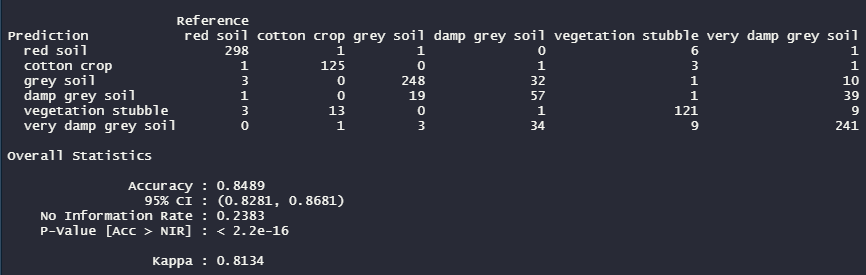 Reference
Prediction red soil cotton crop grey soil damp grey soil vegetation stubble very damp grey soil
red soil 298 1 1 0 6 1
cotton crop 1 125 0 1 3 1
grey soil 3 0 248 32 1 10
damp grey soil 1 0 19 57 1 39
vegetation stubble 3 13 0 1 121 9
very damp grey soil 0 1 3 34 9 241
Overall Statistics
Accuracy : 0.8489
95% CI : (0.8281, 0.8681)
No Information Rate : 0.2383
P-Value [Acc > NIR] : < 2.2e-16
Kappa : 0.8134